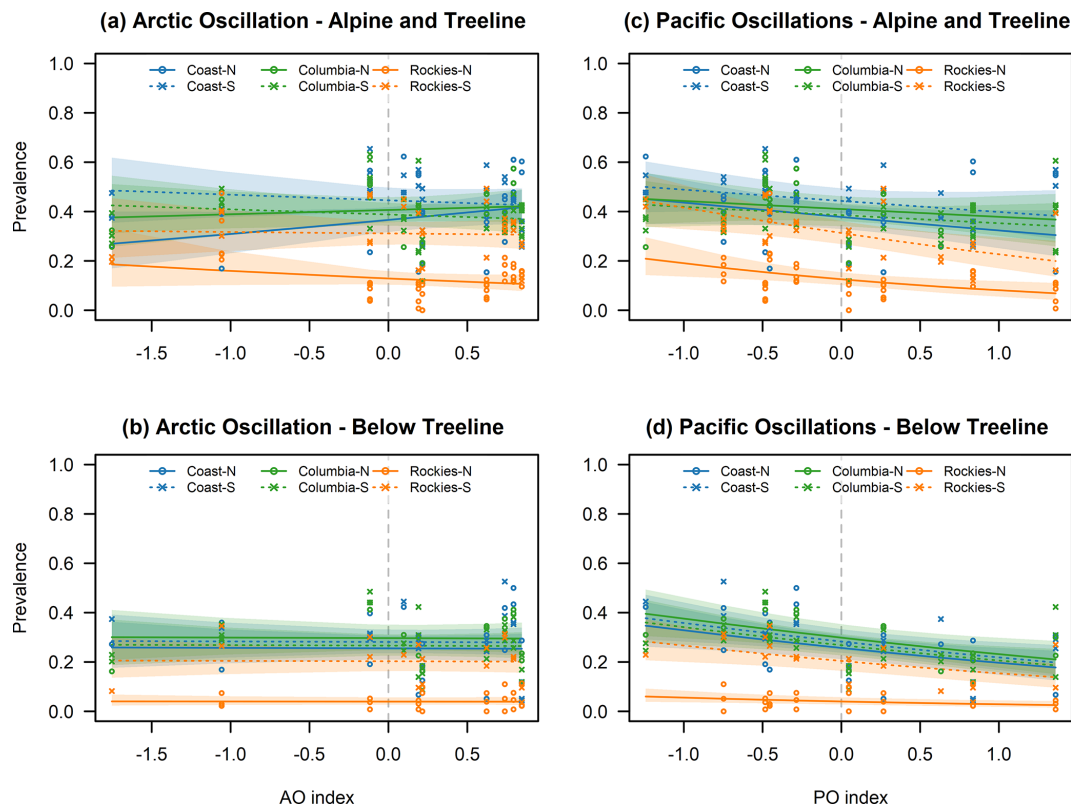 (a) Arctic Oscillation - Alpine and Treeline
Prevalence
1.0
0.8
0.6
0.4
0.2
0.0
Coast-N
Columbia-N
Rockies-N
Coast-S
Columbia-S
Rockies-S
-1.5
-1.0
-0.5
0.0
0.5
(c) Pacific Oscillations - Alpine and Treeline
1.0
0.8
0.6
0.4
0.2
0.0
Coast-N
Columbia-N
Rockies-N
Coast-S
Columbia-S
Rockies-S
-1.0
-0.5
0.0
0.5
1.0
(b) Arctic Oscillation - Below Treeline
Prevalence
1.0
0.8
0.6
0.4
0.2
0.0
Coast-N
Columbia-N
Rockies-N
Coast-S
Columbia-S
Rockies-S
-1.5
-1.0
-0.5
0.0
0.5
AO index
(d) Pacific Oscillations - Below Treeline
1.0
0.8
0.6
0.4
0.2
0.0
Coast-N
Columbia-N
Rockies-N
Coast-S
Columbia-S
Rockies-S
-1.0
-0.5
0.0
0.5
1.0
PO index